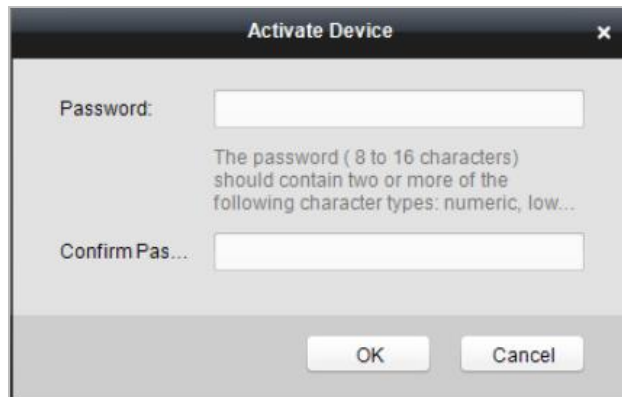 Activate Device
×
Password:
The password ( 8 to 16 characters)
should contain two or more of the
following character types: numeric, low...
Confirm Pas...
OK Cancel